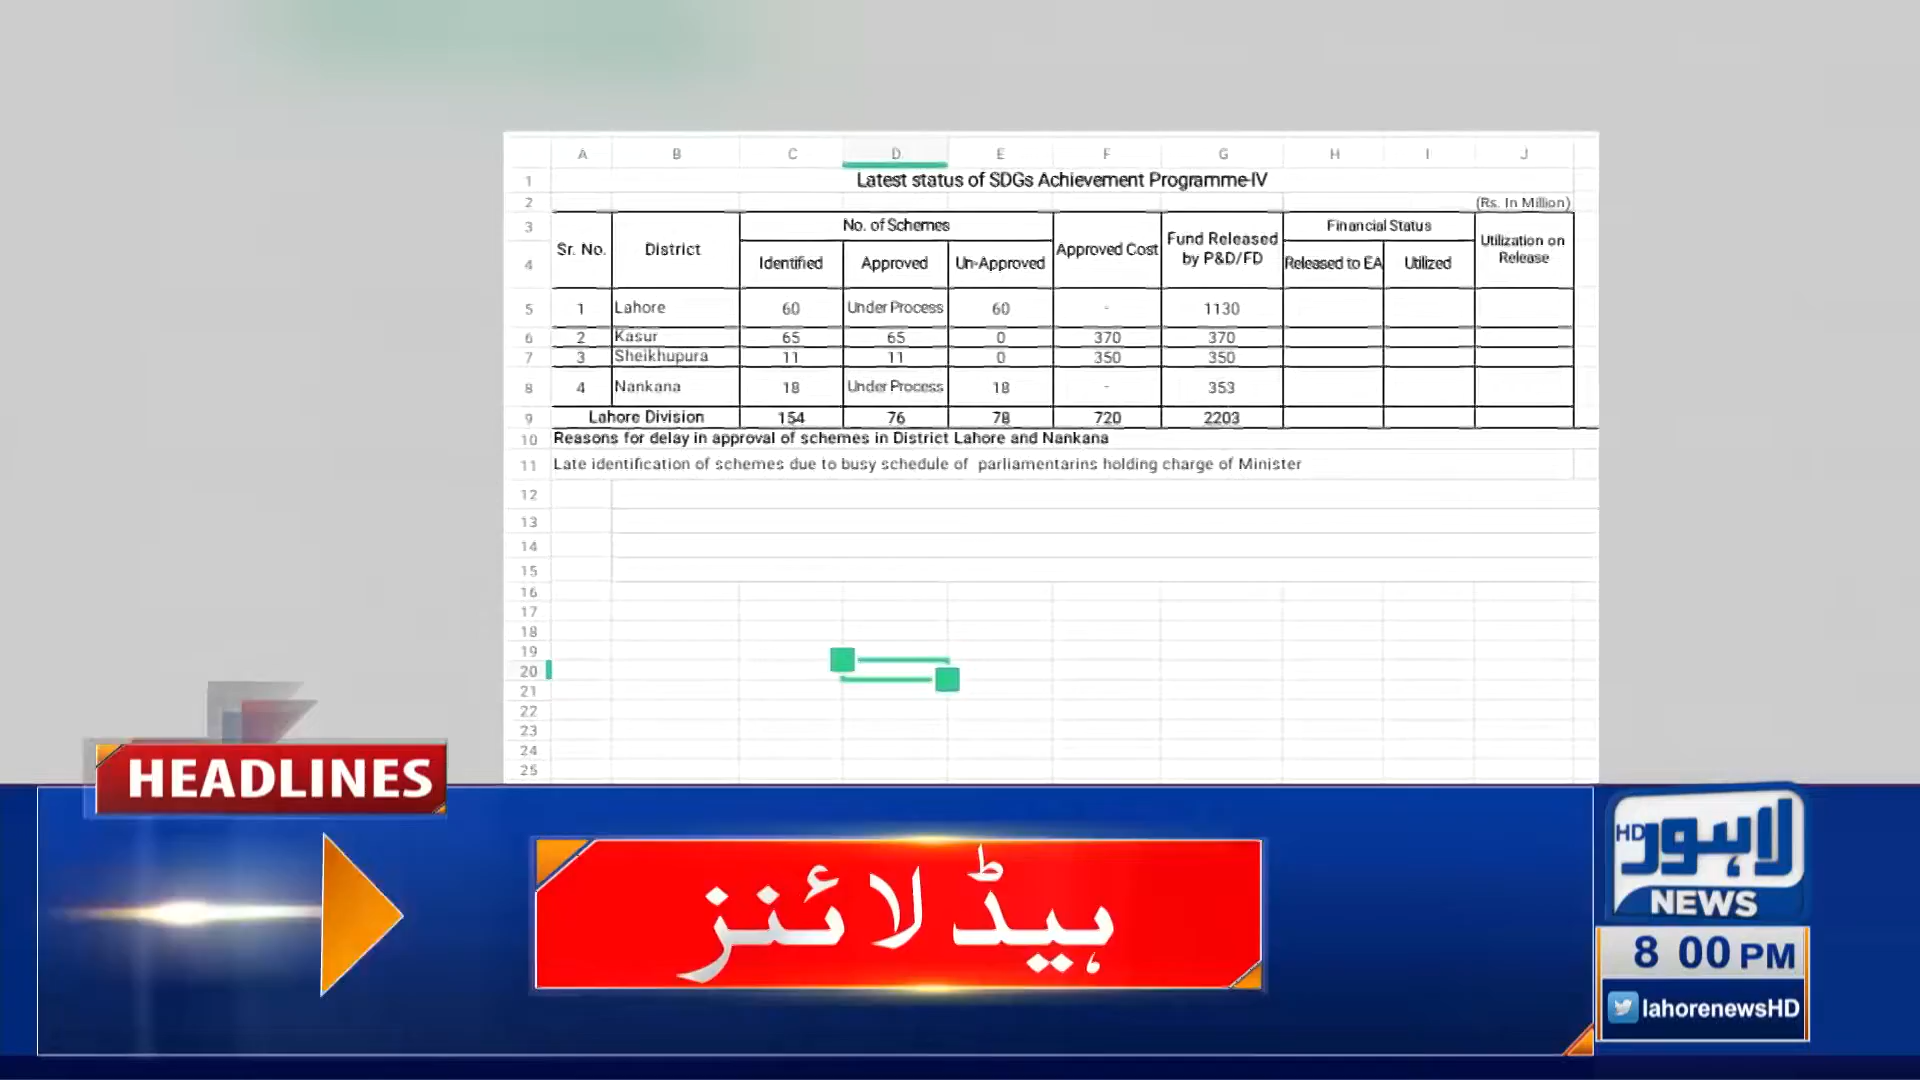 A B C D E F G H I J
1 Latest status of SDGs Achievement Programme-IV
2 (Rs. In Million)
3 Sr. No. District No. of Schemes Approved Cost Fund Released by P&D/FD Financial Status Utilization on Release
4 Identified Approved Un-Approved Released to EA Utilized
5 1 Lahore 60 Under Process 60 - 1130
6 2 Kasur 65 65 0 370 370
7 3 Sheikhupura 11 11 0 350 350
8 4 Nankana 18 Under Process 18 - 353
9 Lahore Division 154 76 78 720 2203
10 Reasons for delay in approval of schemes in District Lahore and Nankana
11 Late identification of schemes due to busy schedule of parliamentarins holding charge of Minister
12
13
14
15
16
17
18
19
20
21
22
23
24
25
HEADLINES
ہیڈلائنز
لاہور HD
NEWS
8 00 PM
lahorenewsHD